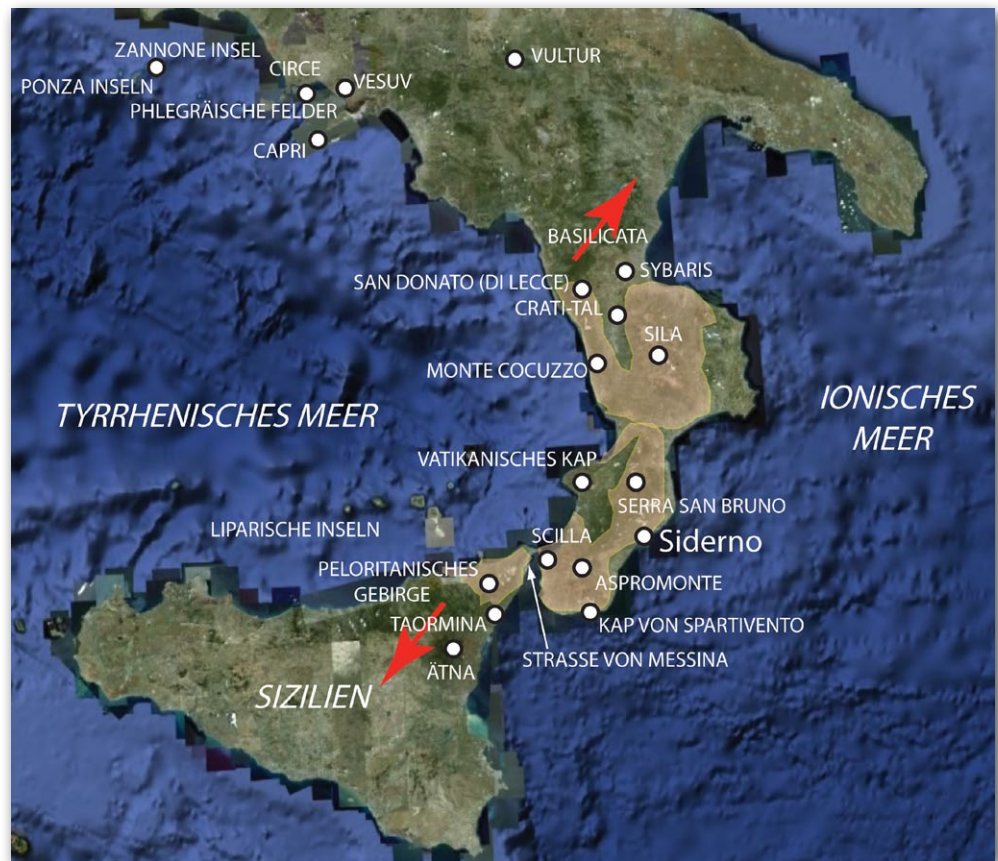 ZANNONE INSEL
PONZA INSELN
CIRCE
VESUV
PHLEGRÄISCHE FELDER
CAPRI
VULTUR
BASILICATA
SYBARIS
SAN DONATO (DI LECCE)
CRATI-TAL
SILA
MONTE COCUZZO
TYRRHENISCHES MEER
IONISCHES
MEER
VATIKANISCHES KAP
SERRA SAN BRUNO
LIPARISCHE INSELN
SCILLA
Siderno
PELORITANISCHES
GEBIRGE
ASPROMONTE
TAORMINA
KAP VON SPARTIVENTO
STRASSE VON MESSINA
ÄTNA
SIZILIEN